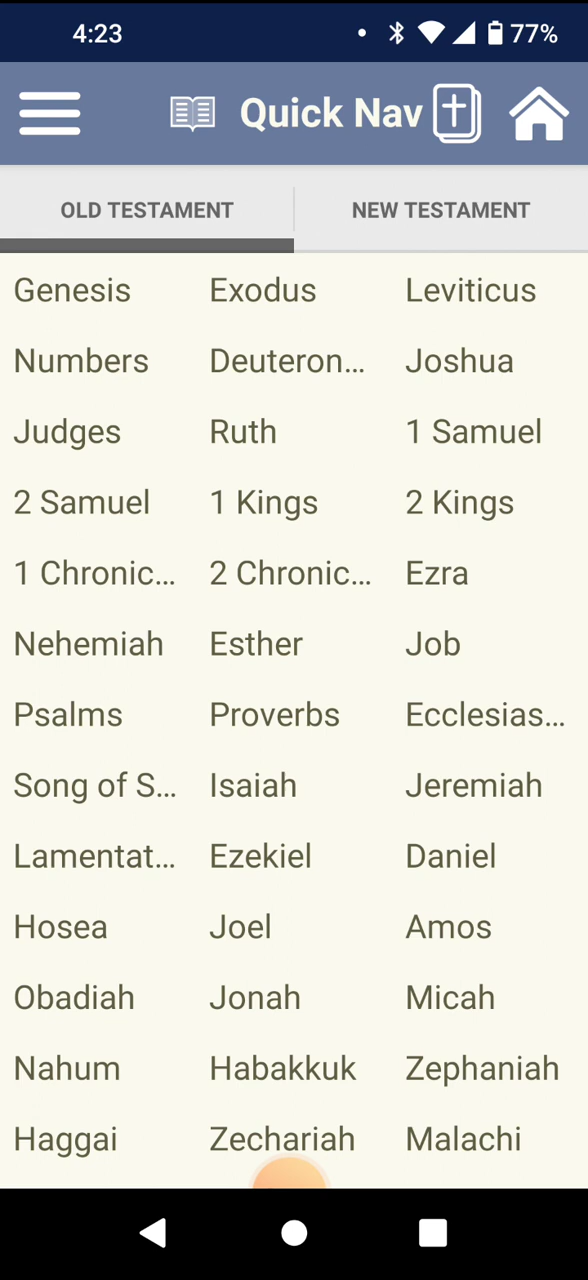 4:23 77%
Quick Nav
OLD TESTAMENT NEW TESTAMENT
Genesis Exodus Leviticus
Numbers Deuteron... Joshua
Judges Ruth 1 Samuel
2 Samuel 1 Kings 2 Kings
1 Chronic... 2 Chronic... Ezra
Nehemiah Esther Job
Psalms Proverbs Ecclesias...
Song of S... Isaiah Jeremiah
Lamentat... Ezekiel Daniel
Hosea Joel Amos
Obadiah Jonah Micah
Nahum Habakkuk Zephaniah
Haggai Zechariah Malachi